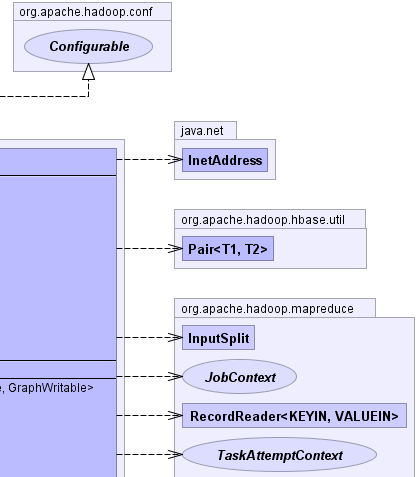 org.apache.hadoop.conf
Configurable
java.net
InetAddress
org.apache.hadoop.hbase.util
Pair<T1, T2>
org.apache.hadoop.mapreduce
InputSplit
JobContext
, GraphWritable>
RecordReader<KEYIN, VALUEIN>
TaskAttemptContext